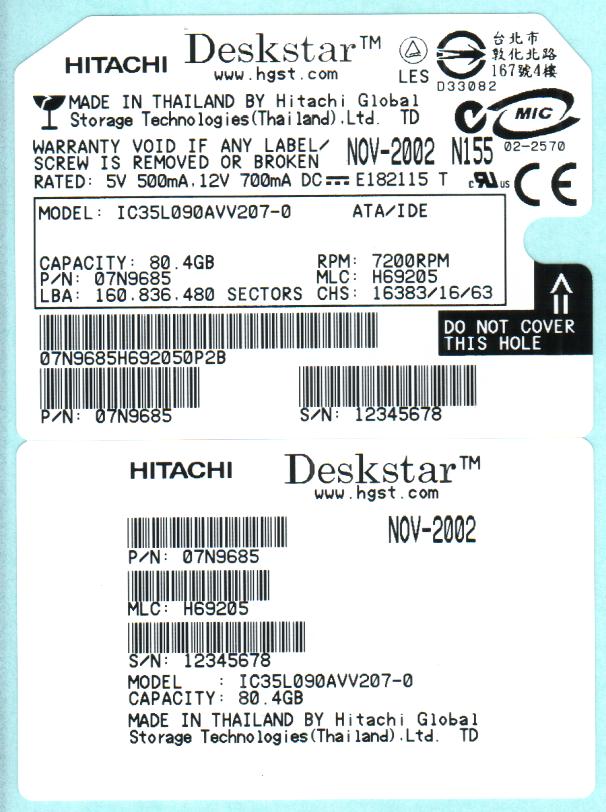 HITACHI Deskstar™
www.hgst.com
LES
D33082
台北市
敦化北路
167號4樓
MADE IN THAILAND BY Hitachi Global
Storage Technologies(Thailand).Ltd. TD
MIC
02-2570
WARRANTY VOID IF ANY LABEL/
SCREW IS REMOVED OR BROKEN
NOV-2002 N155
RATED: 5V 500mA,12V 700mA DC⎓ E182115 T
c RU us
CE
MODEL: IC35L090AVV207-0 ATA/IDE
CAPACITY: 80.4GB RPM: 7200RPM
P/N: 07N9685 MLC: H69205
LBA: 160.836.480 SECTORS CHS: 16383/16/63
DO NOT COVER
THIS HOLE
07N9685H692050P2B
P/N: 07N9685 S/N: 12345678
HITACHI Deskstar™
www.hgst.com
NOV-2002
P/N: 07N9685
MLC: H69205
S/N: 12345678
MODEL : IC35L090AVV207-0
CAPACITY: 80.4GB
MADE IN THAILAND BY Hitachi Global
Storage Technologies(Thailand).Ltd. TD